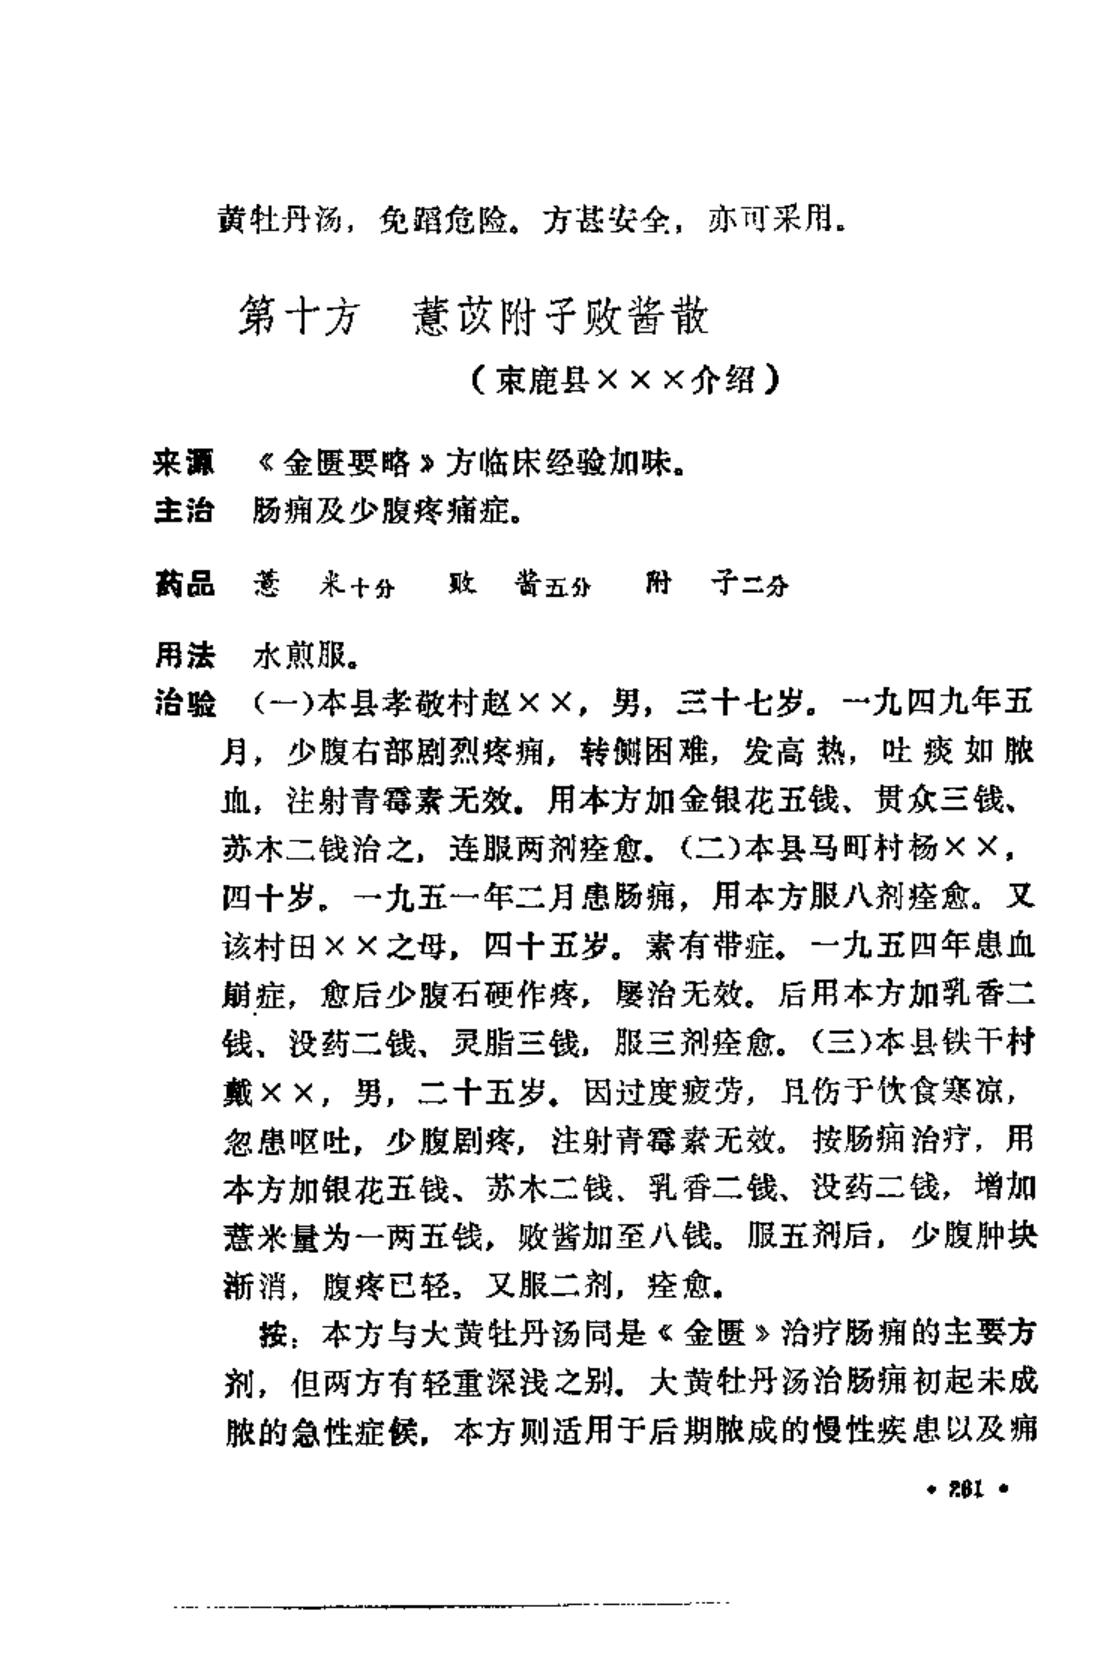 黄牡丹汤，免蹈危险。方甚安全，亦可采用。
第十方　薏苡附子败酱散
（束鹿县×××介绍）
来源　《金匮要略》方临床经验加味。
主治　肠痈及少腹疼痛症。
药品　薏　米十分　败　酱五分　附　子二分
用法　水煎服。
治验　(一)本县孝敬村赵××，男，三十七岁。一九四九年五
月，少腹右部剧烈疼痛，转侧困难，发高热，吐痰如脓
血，注射青霉素无效。用本方加金银花五钱、贯众三钱、
苏木二钱治之，连服两剂痊愈。(二)本县马町村杨××，
四十岁。一九五一年二月患肠痈，用本方服八剂痊愈。又
该村田××之母，四十五岁。素有带症。一九五四年患血
崩症，愈后少腹石硬作疼，屡治无效。后用本方加乳香二
钱、没药二钱、灵脂三钱，服三剂痊愈。(三)本县铁干村
戴××，男，二十五岁。因过度疲劳，且伤于饮食寒凉，
忽患呕吐，少腹剧疼，注射青霉素无效。按肠痈治疗，用
本方加银花五钱、苏木二钱、乳香二钱、没药二钱，增加
薏米量为一两五钱，败酱加至八钱。服五剂后，少腹肿块
渐消，腹疼已轻。又服二剂，痊愈。
按：本方与大黄牡丹汤同是《金匮》治疗肠痈的主要方
剂，但两方有轻重深浅之别。大黄牡丹汤治肠痈初起未成
脓的急性症候，本方则适用于后期脓成的慢性疾患以及痈
• 261 •